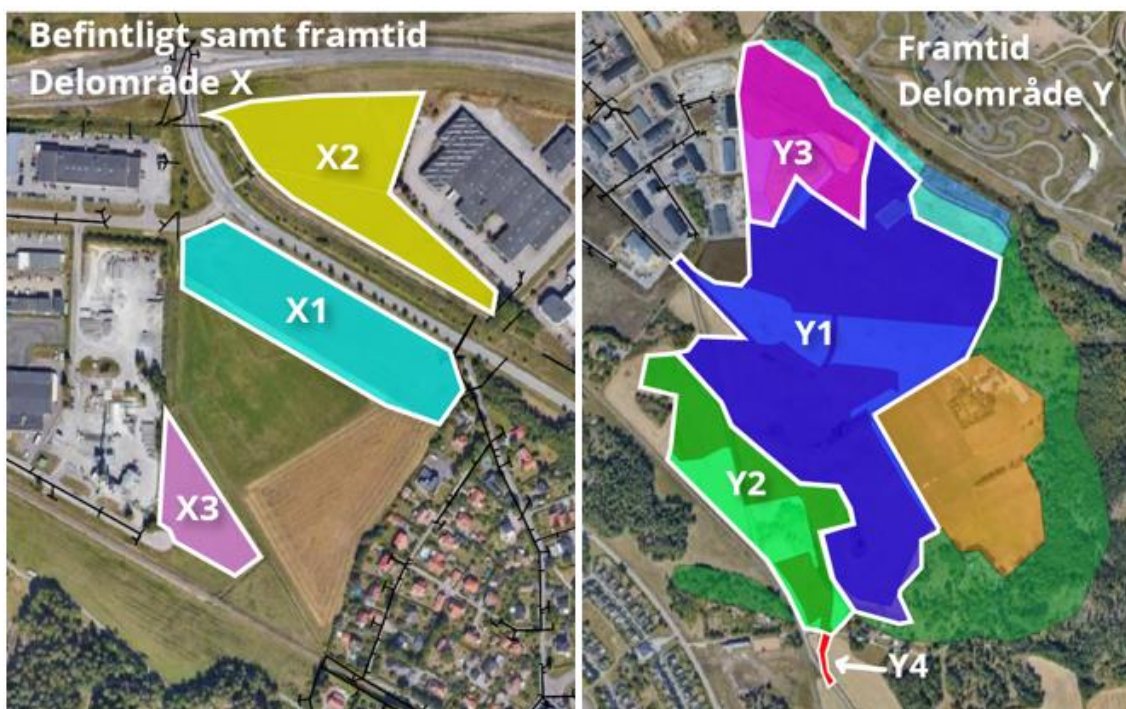 Befintligt samt framtid
Delområde X
X2
X1
X3
Framtid
Delområde Y
Y3
Y1
Y2
Y4